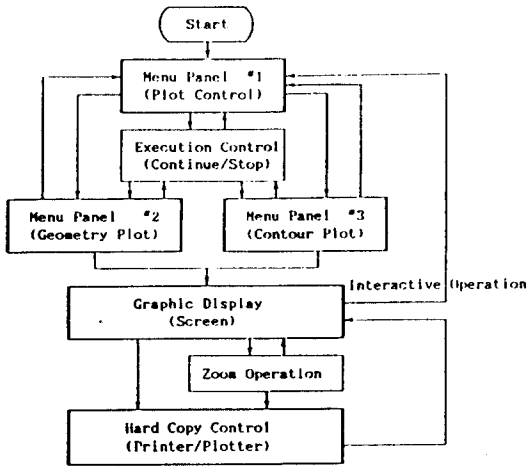 Start
Menu Panel #1
(Plot Control)
Execution Control
(Continue/Stop)
Menu Panel #2
(Geometry Plot)
Menu Panel #3
(Contour Plot)
Interactive Operation
Graphic Display
(Screen)
Zoom Operation
Hard Copy Control
(Printer/Plotter)